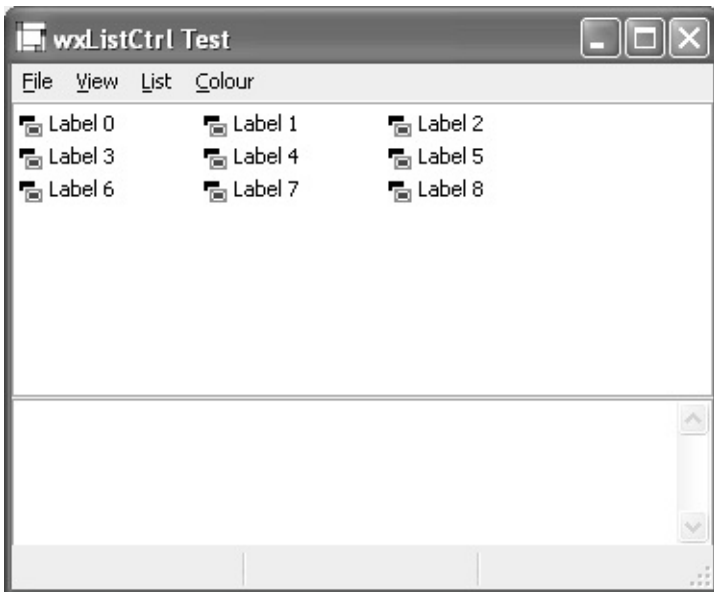 wxListCtrl Test
File View List Colour
Label 0 Label 1 Label 2
Label 3 Label 4 Label 5
Label 6 Label 7 Label 8